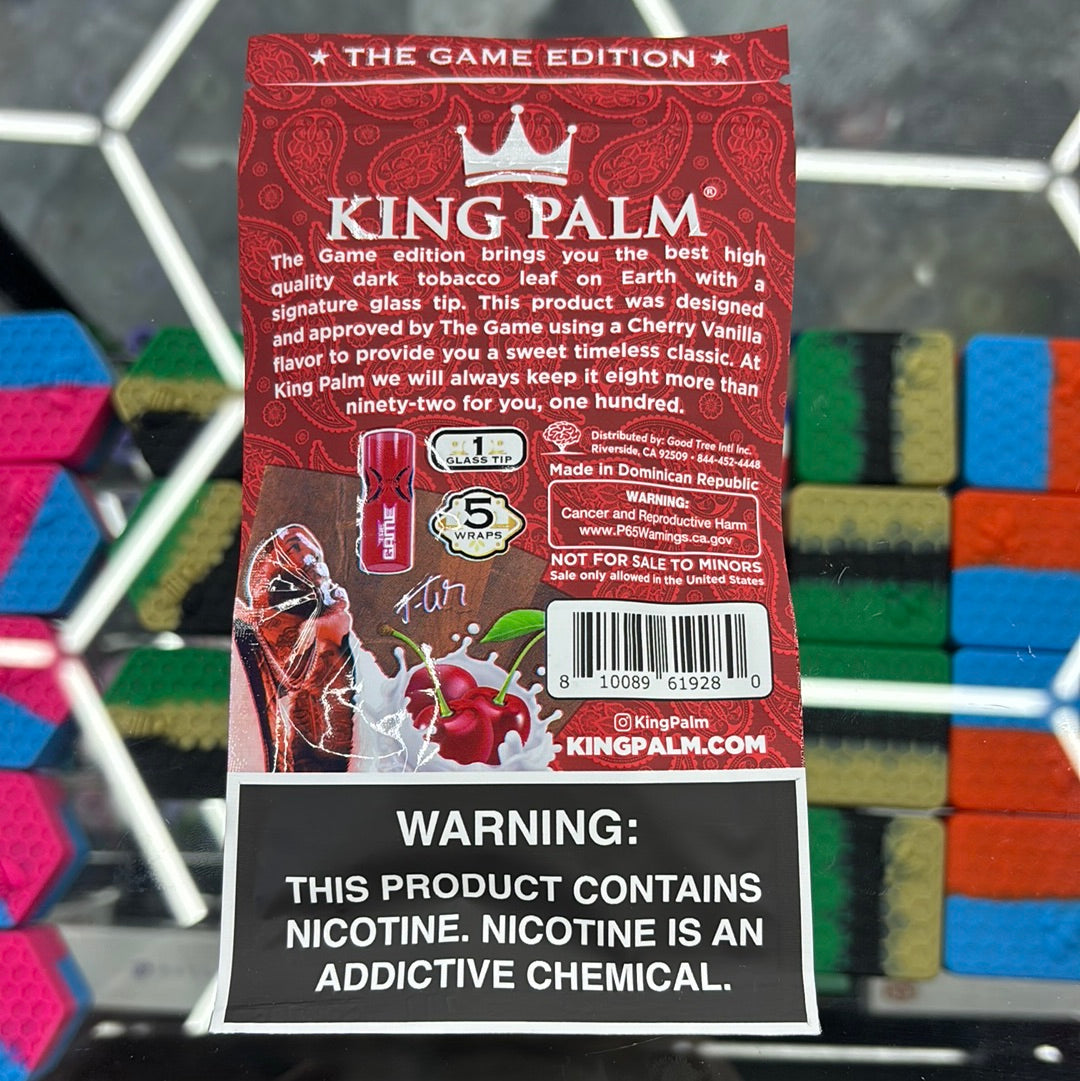 ★ THE GAME EDITION ★
KING PALM®
The Game edition brings you the best high
quality dark tobacco leaf on Earth with a
signature glass tip. This product was designed
and approved by The Game using a Cherry Vanilla
flavor to provide you a sweet timeless classic. At
King Palm we will always keep it eight more than
ninety-two for you, one hundred.
1
GLASS TIP
5
WRAPS
THE GAME
Distributed by: Good Tree Intl Inc.
Riverside, CA 92509 • 844-452-4448
Made in Dominican Republic
WARNING:
Cancer and Reproductive Harm
www.P65Warnings.ca.gov
NOT FOR SALE TO MINORS
Sale only allowed in the United States
8 10089 61928 0
KingPalm
KINGPALM.COM
WARNING:
THIS PRODUCT CONTAINS
NICOTINE. NICOTINE IS AN
ADDICTIVE CHEMICAL.